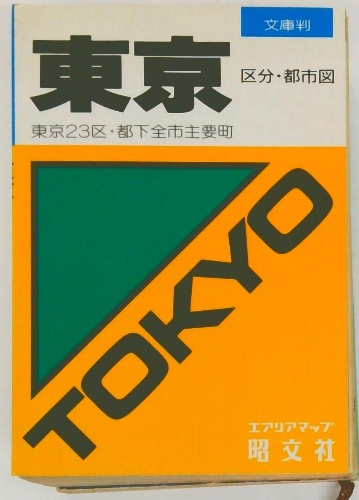 文庫判
東京
区分・都市図
東京23区・都下全市主要町
TOKYO
エアリアマップ
昭文社